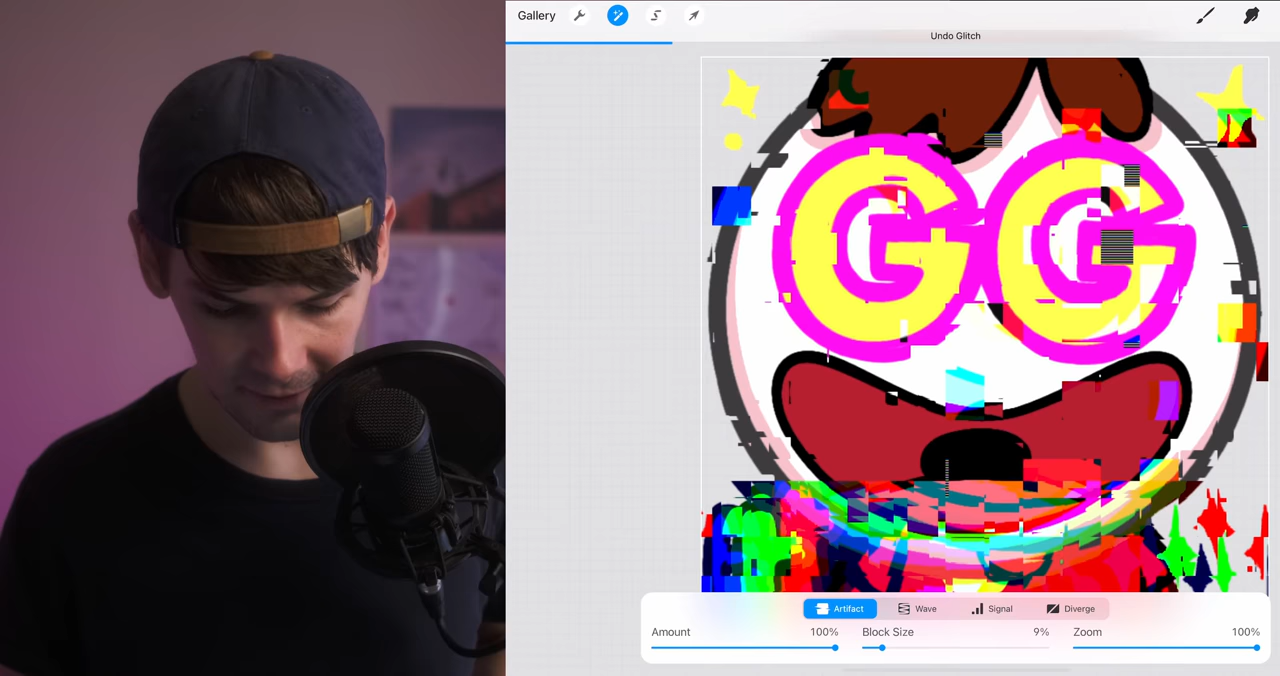 Gallery
Undo Glitch
GG
Artifact Wave Signal Diverge
Amount 100% Block Size 9% Zoom 100%